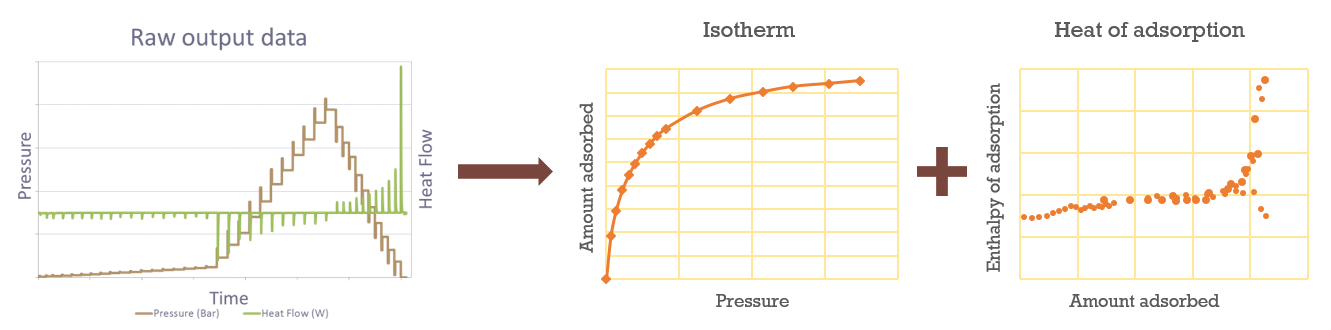 Raw output data
Pressure
Heat Flow
Time
Pressure (Bar)
Heat Flow (W)
Isotherm
Amount adsorbed
Pressure
Heat of adsorption
Enthalpy of adsorption
Amount adsorbed